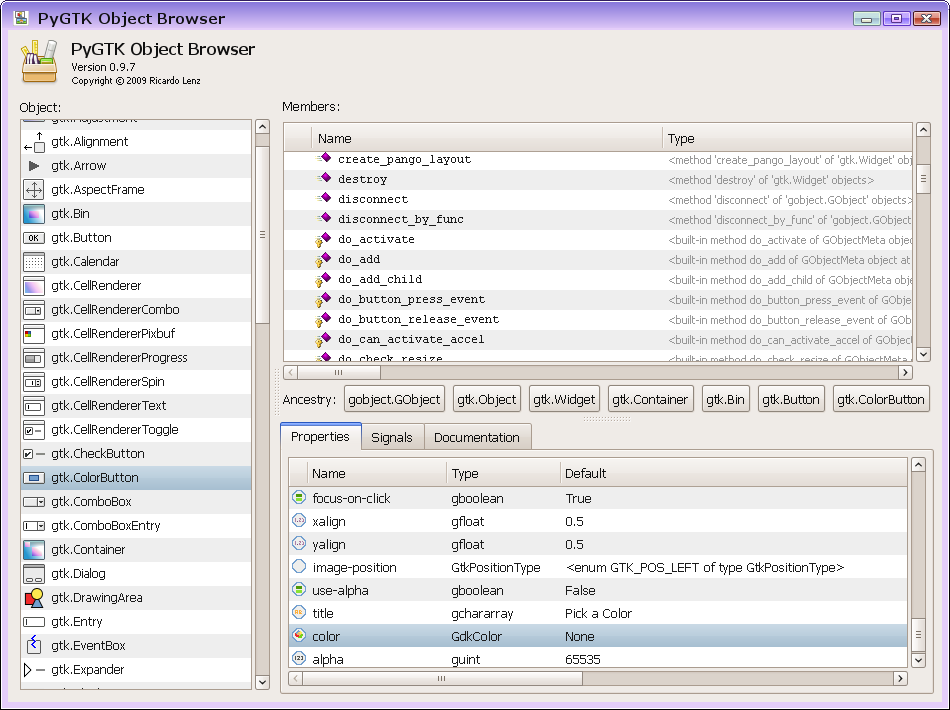 PyGTK Object Browser
PyGTK Object Browser
Version 0.9.7
Copyright © 2009 Ricardo Lenz
Object:
gtk.Adjustment
gtk.Alignment
gtk.Arrow
gtk.AspectFrame
gtk.Bin
OK gtk.Button
gtk.Calendar
gtk.CellRenderer
gtk.CellRendererCombo
gtk.CellRendererPixbuf
gtk.CellRendererProgress
gtk.CellRendererSpin
gtk.CellRendererText
gtk.CellRendererToggle
gtk.CheckButton
gtk.ColorButton
gtk.ComboBox
gtk.ComboBoxEntry
gtk.Container
gtk.Dialog
gtk.DrawingArea
gtk.Entry
gtk.EventBox
gtk.Expander
Members:
Name Type
create_pango_layout <method 'create_pango_layout' of 'gtk.Widget' obj
destroy <method 'destroy' of 'gtk.Widget' objects>
disconnect <method 'disconnect' of 'gobject.GObject' objects>
disconnect_by_func <method 'disconnect_by_func' of 'gobject.GObject
do_activate <built-in method do_activate of GObjectMeta objec
do_add <built-in method do_add of GObjectMeta object at
do_add_child <built-in method do_add_child of GObjectMeta obje
do_button_press_event <built-in method do_button_press_event of GObje
do_button_release_event <built-in method do_button_release_event of GOb
do_can_activate_accel <built-in method do_can_activate_accel of GObjec
do_check_resize <built-in method do_check_resize of GObjectMeta
Ancestry: gobject.GObject gtk.Object gtk.Widget gtk.Container gtk.Bin gtk.Button gtk.ColorButton
Properties Signals Documentation
Name Type Default
focus-on-click gboolean True
1.23 xalign gfloat 0.5
1.23 yalign gfloat 0.5
image-position GtkPositionType <enum GTK_POS_LEFT of type GtkPositionType>
use-alpha gboolean False
title gchararray Pick a Color
color GdkColor None
123 alpha guint 65535